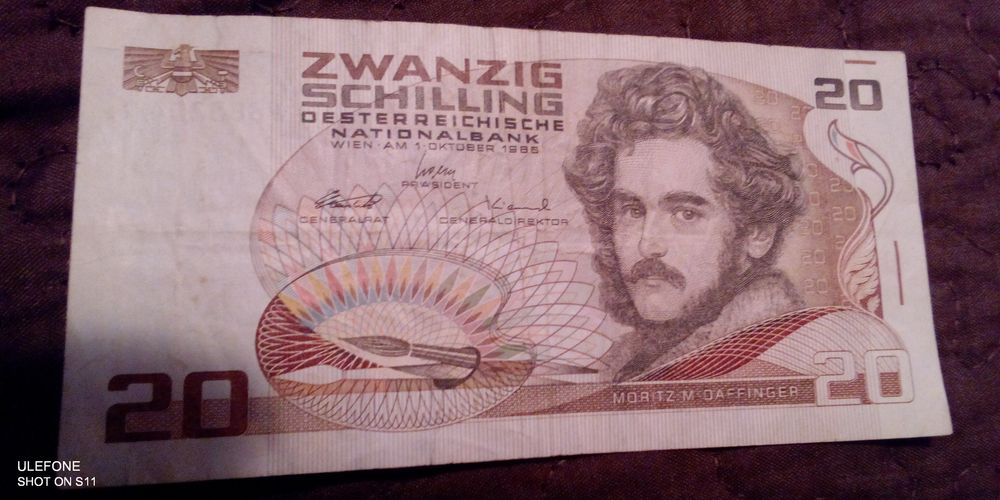 ZWANZIG
SCHILLING
OESTERREICHISCHE
NATIONALBANK
WIEN · AM 1 · OKTOBER 1986
PRÄSIDENT
GENERALRAT
GENERALDIREKTOR
20
20
MORITZ M · DAFFINGER
20
ULEFONE
SHOT ON S11